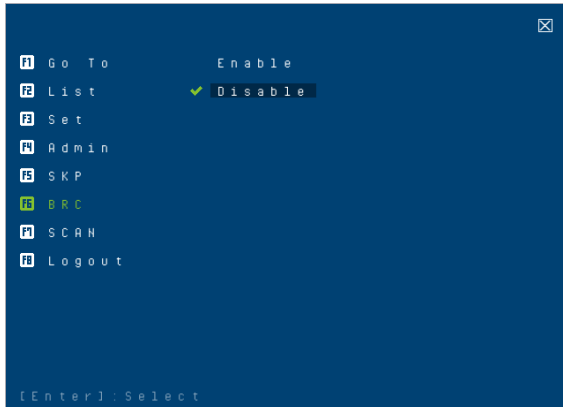 F1 Go To Enable
F2 List Disable
F3 Set
F4 Admin
F5 SKP
F6 BRC
F7 SCAN
F8 Logout
[Enter]:Select